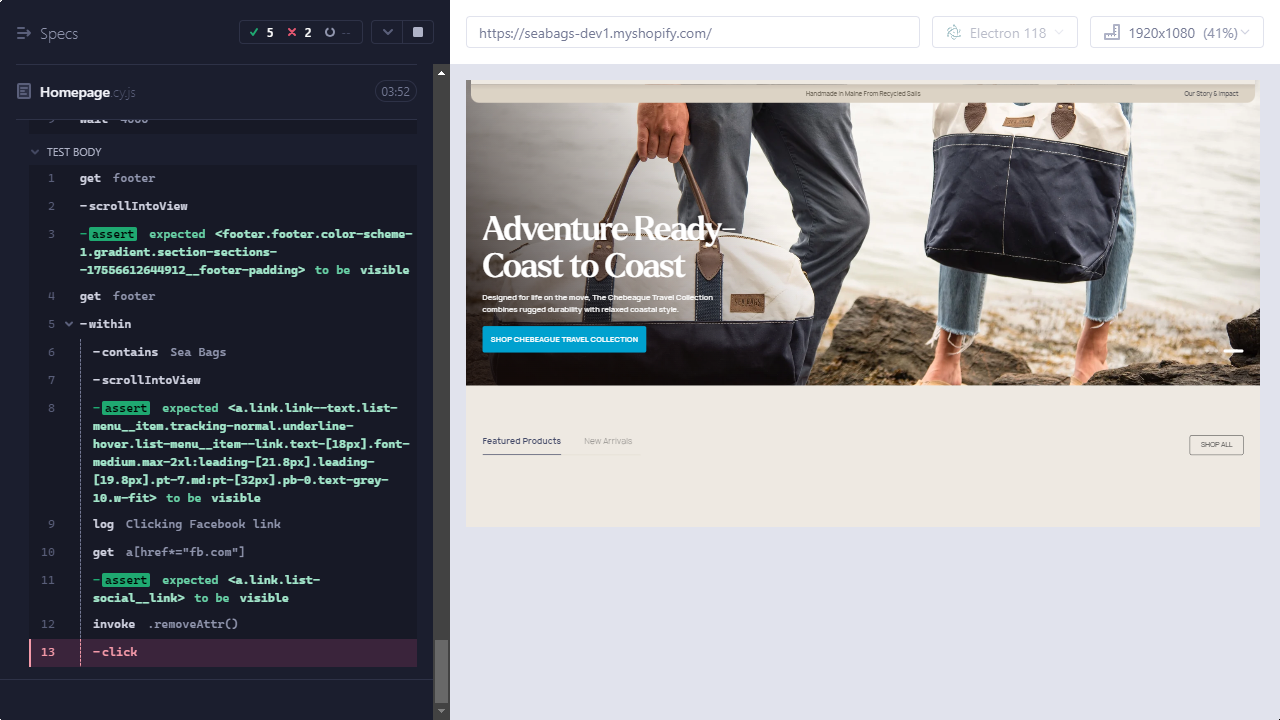 Specs
5
2
--
https://seabags-dev1.myshopify.com/
Electron 118
1920x1080 (41%)
Homepage.cy.js
03:52
5 wait 4000
TEST BODY
1 get footer
2 -scrollIntoView
3 -assert expected <footer.footer.color-scheme-
1.gradient.section-sections-
-17556612644912__footer-padding> to be visible
4 get footer
5 -within
6 -contains Sea Bags
7 -scrollIntoView
8 -assert expected <a.link.link--text.list-
menu__item.tracking-normal.underline-
hover.list-menu__item--link.text-[18px].font-
medium.max-2xl:leading-[21.8px].leading-
[19.8px].pt-7.md:pt-[32px].pb-0.text-grey-
10.w-fit> to be visible
9 log Clicking Facebook link
10 get a[href*="fb.com"]
11 -assert expected <a.link.list-
social__link> to be visible
12 invoke .removeAttr()
13 -click
Handmade In Maine From Recycled Sails
Our Story & Impact
SEA BAGS
Adventure Ready–
Coast to Coast
Designed for life on the move, The Chebeague Travel Collection
combines rugged durability with relaxed coastal style.
SEA BAGS
SHOP CHEBEAGUE TRAVEL COLLECTION
Featured Products
New Arrivals
SHOP ALL